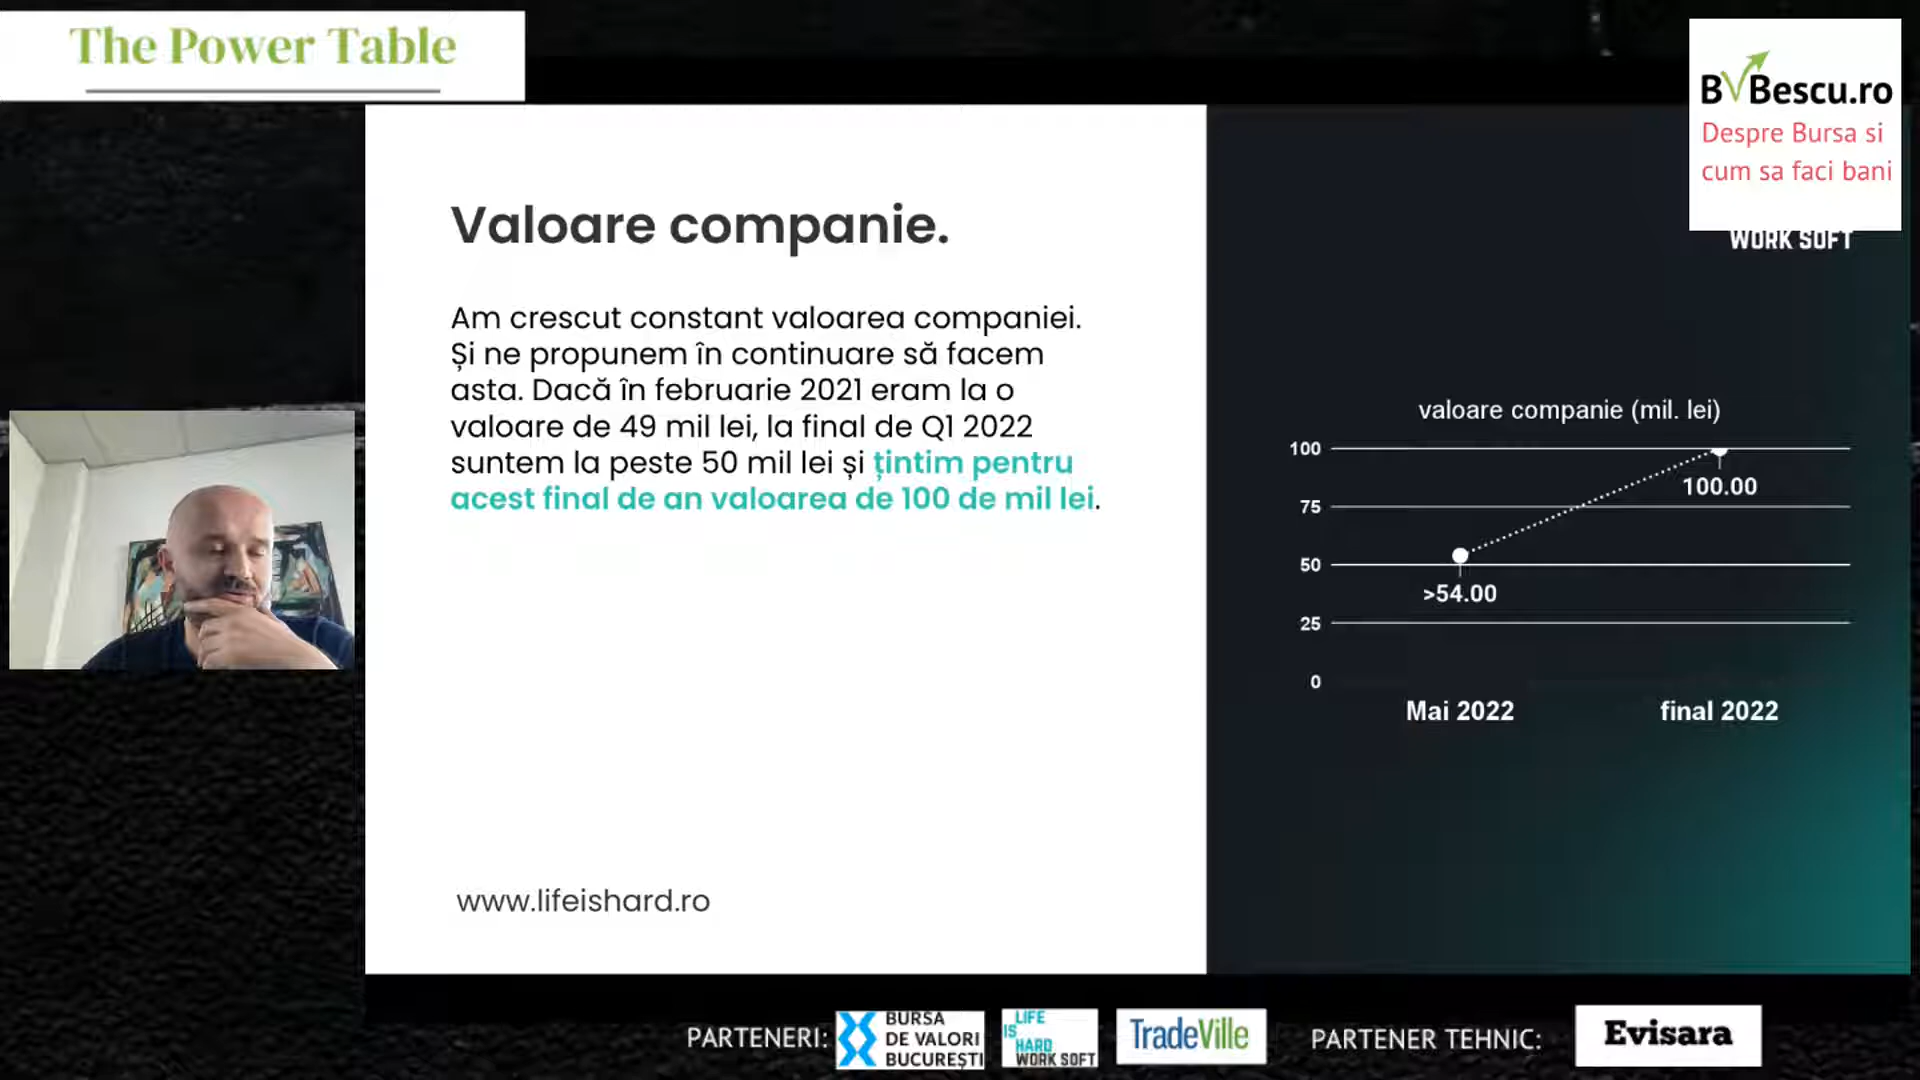 The Power Table
BVBescu.ro
Despre Bursa si
cum sa faci bani
WORK SOFT
Valoare companie.
Am crescut constant valoarea companiei.
Și ne propunem în continuare să facem
asta. Dacă în februarie 2021 eram la o
valoare de 49 mil lei, la final de Q1 2022
suntem la peste 50 mil lei și țintim pentru
acest final de an valoarea de 100 de mil lei.
valoare companie (mil. lei)
100
100.00
75
50
>54.00
25
0
Mai 2022
final 2022
www.lifeishard.ro
PARTENERI:
BURSA
DE VALORI
BUCUREȘTI
LIFE
IS
HARD
WORK SOFT
TradeVille
PARTENER TEHNIC:
Evisara